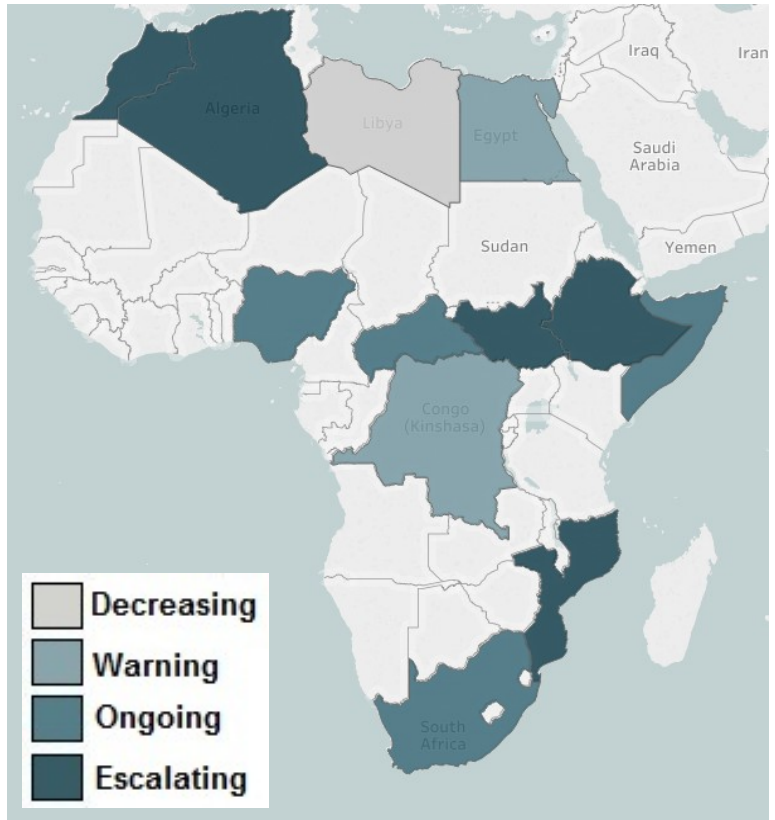 Iraq
Iran
Algeria
Libya
Egypt
Saudi
Arabia
Sudan
Yemen
Congo
(Kinshasa)
South
Africa
Decreasing
Warning
Ongoing
Escalating